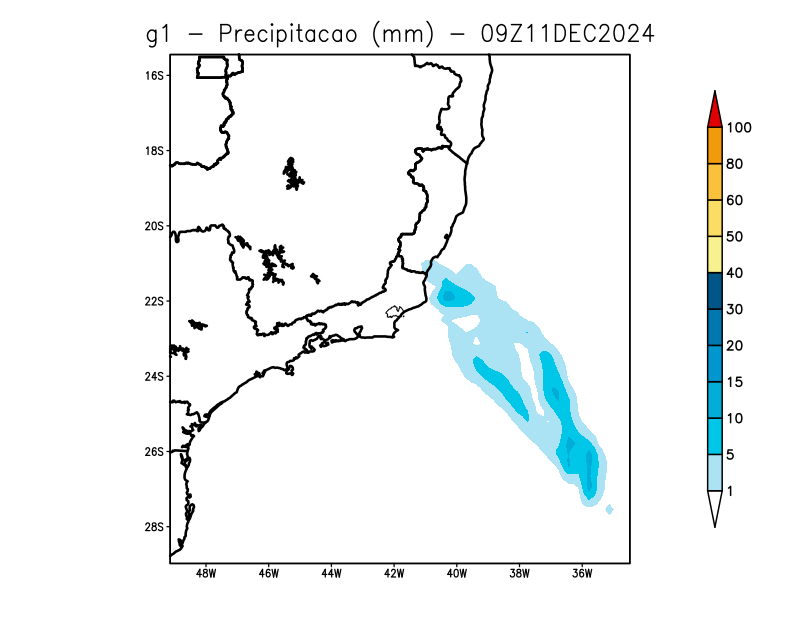 g1 – Precipitacao (mm) – 09Z11DEC2024
16S
18S
20S
22S
24S
26S
28S
48W 46W 44W 42W 40W 38W 36W
100
80
60
50
40
30
20
15
10
5
1